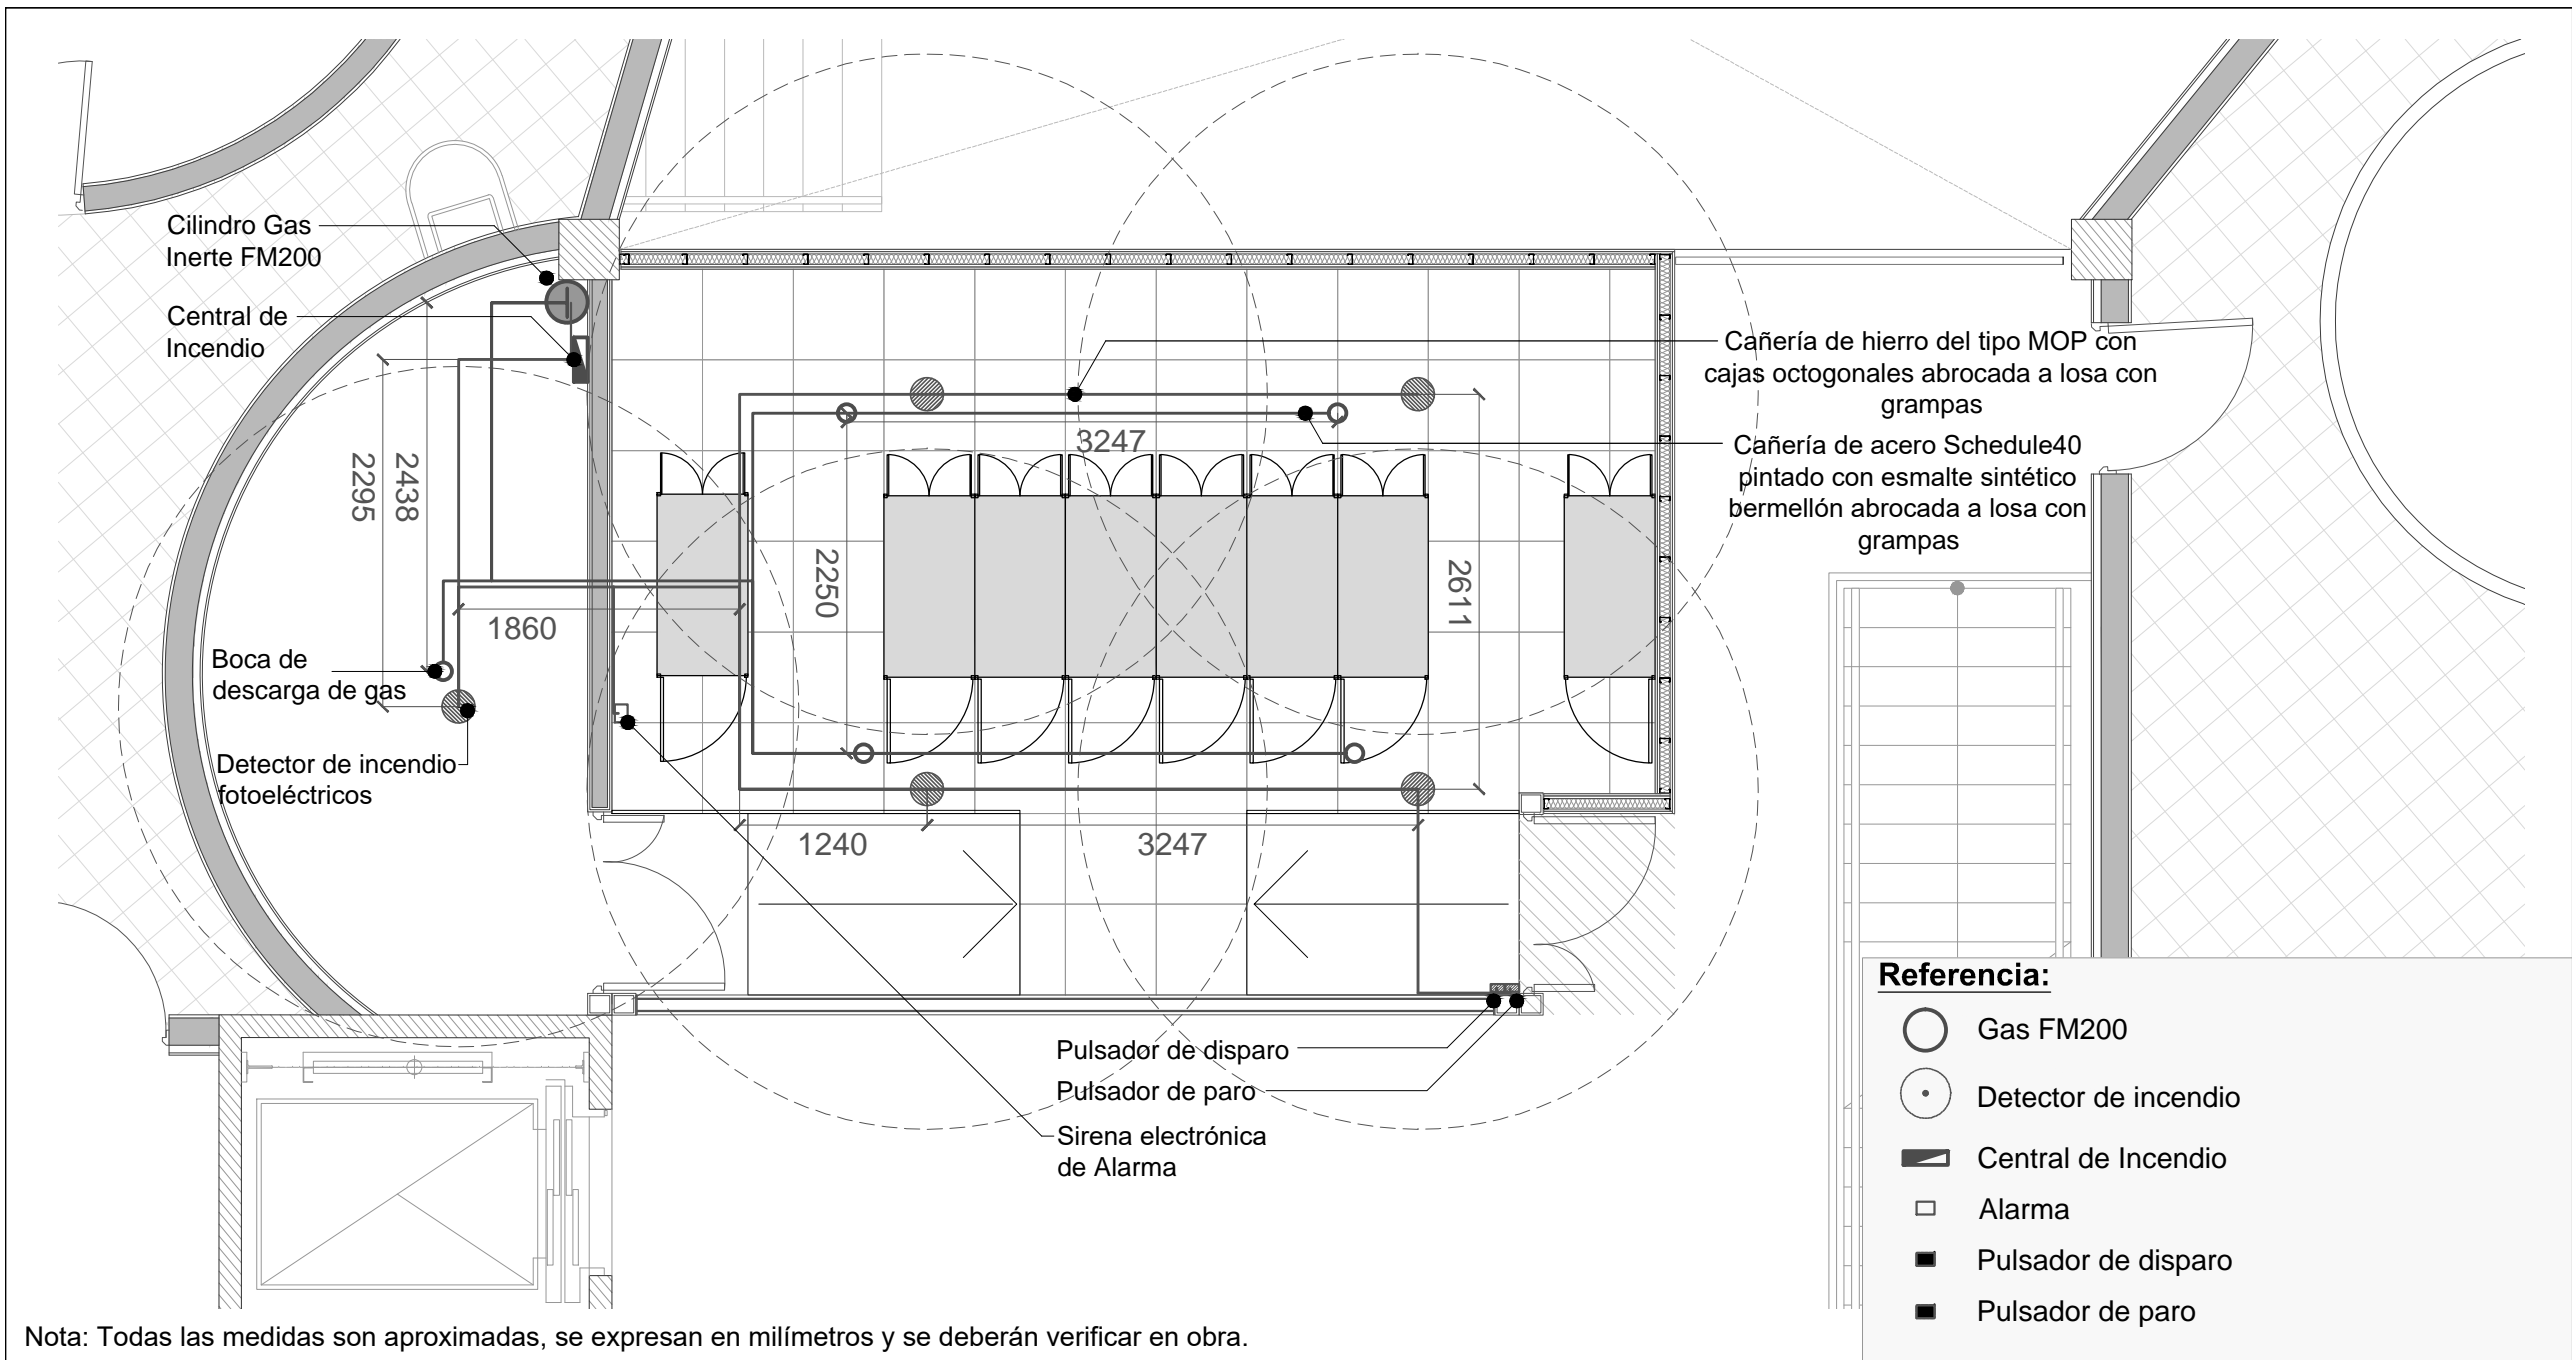 Cilindro Gas
Inerte FM200
Central de
Incendio
Cañería de hierro del tipo MOP con
cajas octogonales abrocada a losa con
grampas
Cañería de acero Schedule40
pintado con esmalte sintético
bermellón abrocada a losa con
grampas
3247
2438
2295
2250
2611
1860
Boca de
descarga de gas
Detector de incendio
fotoeléctricos
1240
3247
Pulsador de disparo
Pulsador de paro
Sirena electrónica
de Alarma
Referencia:
Gas FM200
Detector de incendio
Central de Incendio
Alarma
Pulsador de disparo
Pulsador de paro
Nota: Todas las medidas son aproximadas, se expresan en milímetros y se deberán verificar en obra.